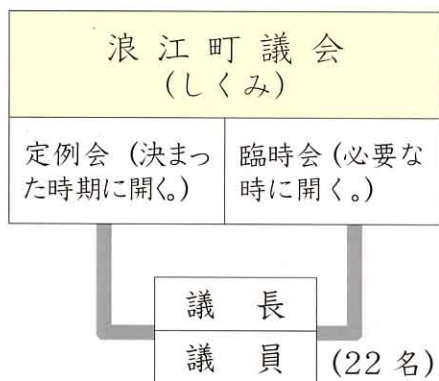 浪江町議会
(しくみ)
定例会(決まっ
た時期に開く。)
臨時会(必要な
時に開く。)
議長
議員(22名)